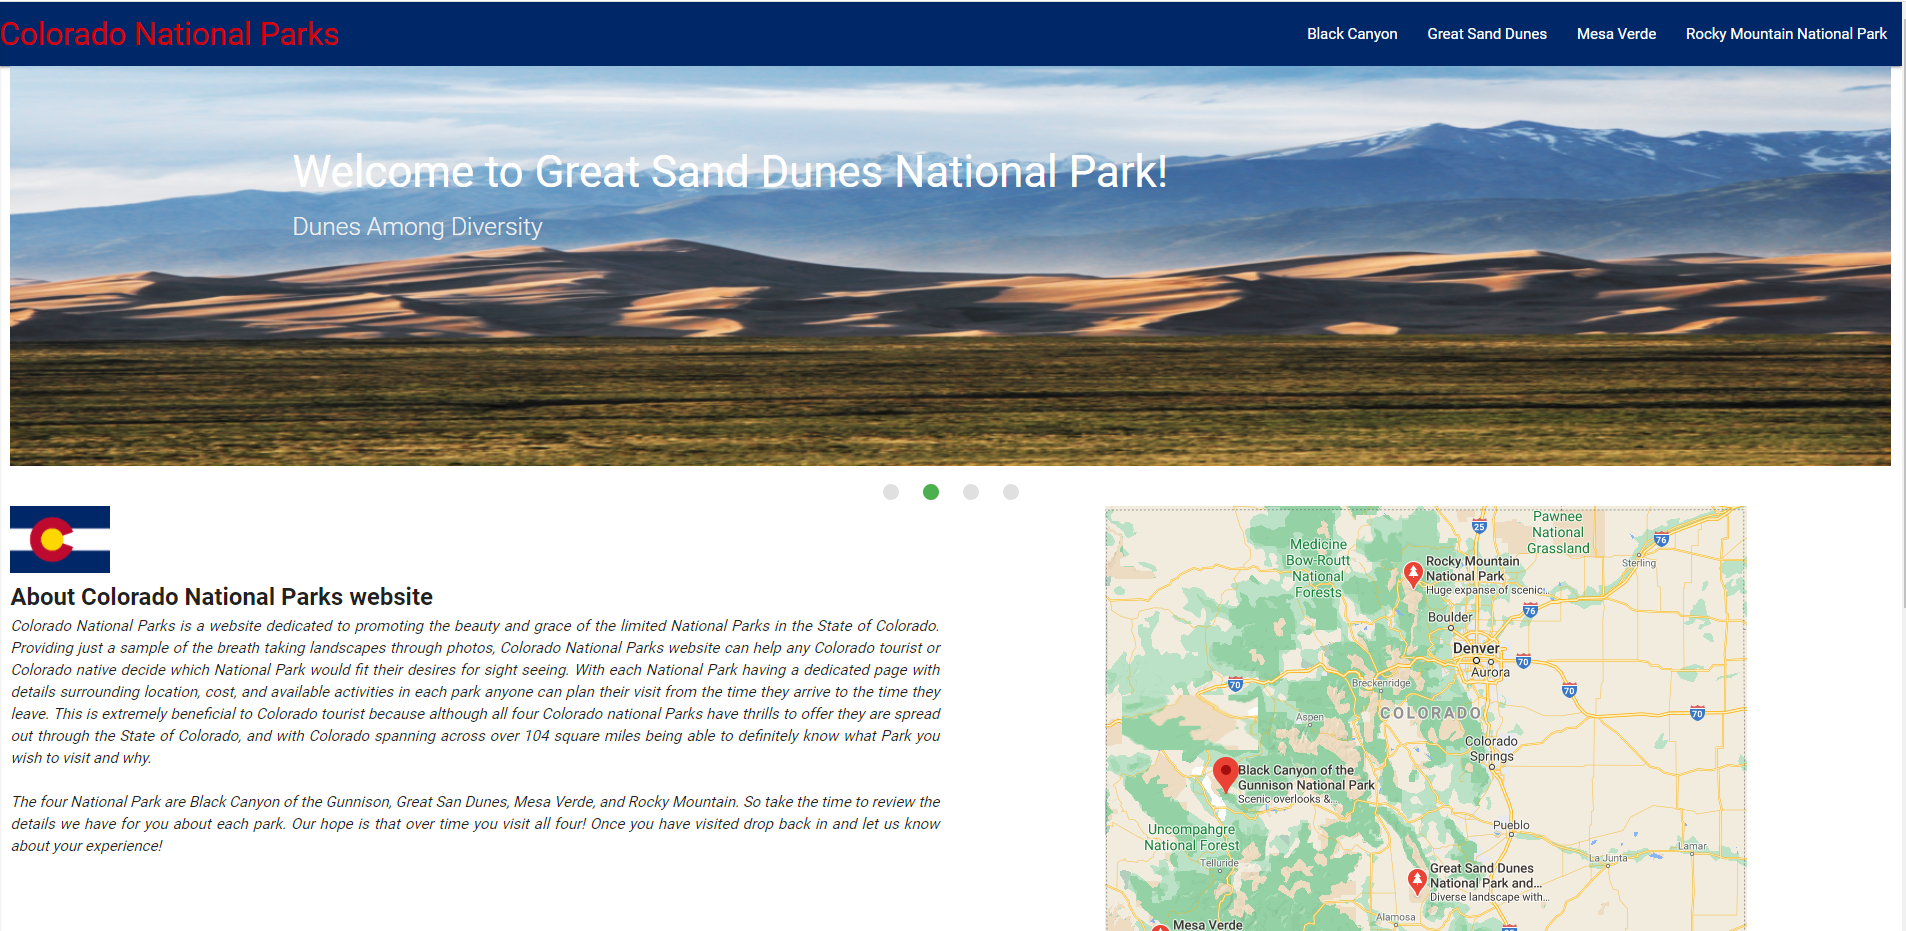 Colorado National Parks
Black Canyon Great Sand Dunes Mesa Verde Rocky Mountain National Park
Welcome to Great Sand Dunes National Park!
Dunes Among Diversity
About Colorado National Parks website
Colorado National Parks is a website dedicated to promoting the beauty and grace of the limited National Parks in the State of Colorado.
Providing just a sample of the breath taking landscapes through photos, Colorado National Parks website can help any Colorado tourist or
Colorado native decide which National Park would fit their desires for sight seeing. With each National Park having a dedicated page with
details surrounding location, cost, and available activities in each park anyone can plan their visit from the time they arrive to the time they
leave. This is extremely beneficial to Colorado tourist because although all four Colorado national Parks have thrills to offer they are spread
out through the State of Colorado, and with Colorado spanning across over 104 square miles being able to definitely know what Park you
wish to visit and why.
The four National Park are Black Canyon of the Gunnison, Great San Dunes, Mesa Verde, and Rocky Mountain. So take the time to review the
details we have for you about each park. Our hope is that over time you visit all four! Once you have visited drop back in and let us know
about your experience!
Pawnee
National
Grassland
25
76
Medicine
Bow-Routt
National
Forests
Sterling
Rocky Mountain
National Park
Huge expanse of scenic...
76
Boulder
Denver
70
Aurora
70
Breckenridge
70
70
Aspen
COLORADO
Colorado
Springs
Black Canyon of the
Gunnison National Park
Scenic overlooks &...
Uncompahgre
National Forest
Pueblo
Telluride
La Junta
Lamar
Great Sand Dunes
National Park and...
Diverse landscape with...
Alamosa
Mesa Verde